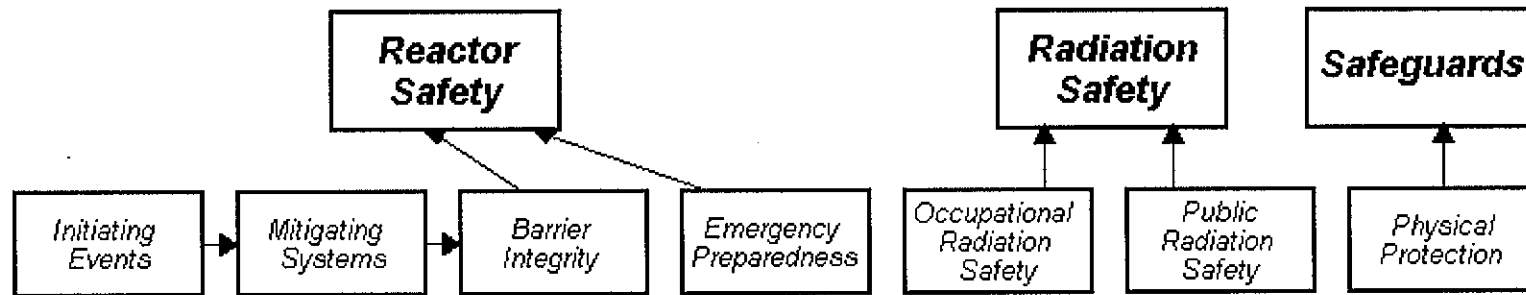 Reactor
Safety
Radiation
Safety
Safeguards
Initiating
Events
Mitigating
Systems
Barrier
Integrity
Emergency
Preparedness
Occupational
Radiation
Safety
Public
Radiation
Safety
Physical
Protection